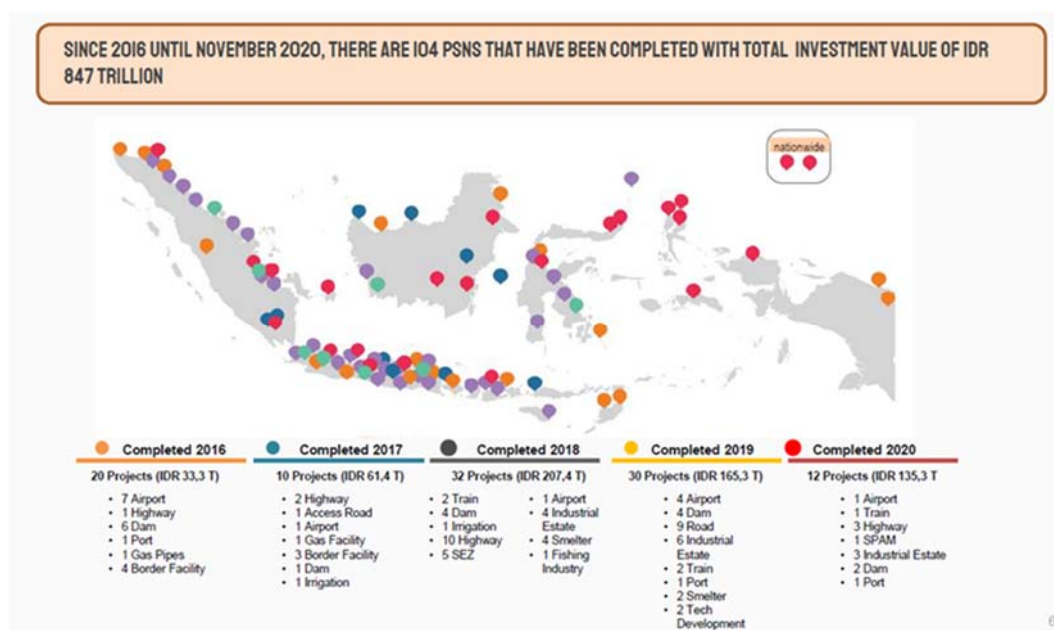 SINCE 2016 UNTIL NOVEMBER 2020, THERE ARE 104 PSNS THAT HAVE BEEN COMPLETED WITH TOTAL INVESTMENT VALUE OF IDR
847 TRILLION
nationwide
Completed 2016
20 Projects (IDR 33,3 T)
• 7 Airport
• 1 Highway
• 6 Dam
• 1 Port
• 1 Gas Pipes
• 4 Border Facility
Completed 2017
10 Projects (IDR 61,4 T)
• 2 Highway
• 1 Access Road
• 1 Airport
• 1 Gas Facility
• 3 Border Facility
• 1 Dam
• 1 Irrigation
Completed 2018
32 Projects (IDR 207,4 T)
• 2 Train
• 4 Dam
• 1 Irrigation
• 10 Highway
• 5 SEZ
• 1 Airport
• 4 Industrial
Estate
• 4 Smelter
• 1 Fishing
Industry
Completed 2019
30 Projects (IDR 165,3 T)
• 4 Airport
• 4 Dam
• 9 Road
• 6 Industrial
Estate
• 2 Train
• 1 Port
• 2 Smelter
• 2 Tech
Development
Completed 2020
12 Projects (IDR 135,3 T
• 1 Airport
• 1 Train
• 3 Highway
• 1 SPAM
• 3 Industrial Estate
• 2 Dam
• 1 Port
6